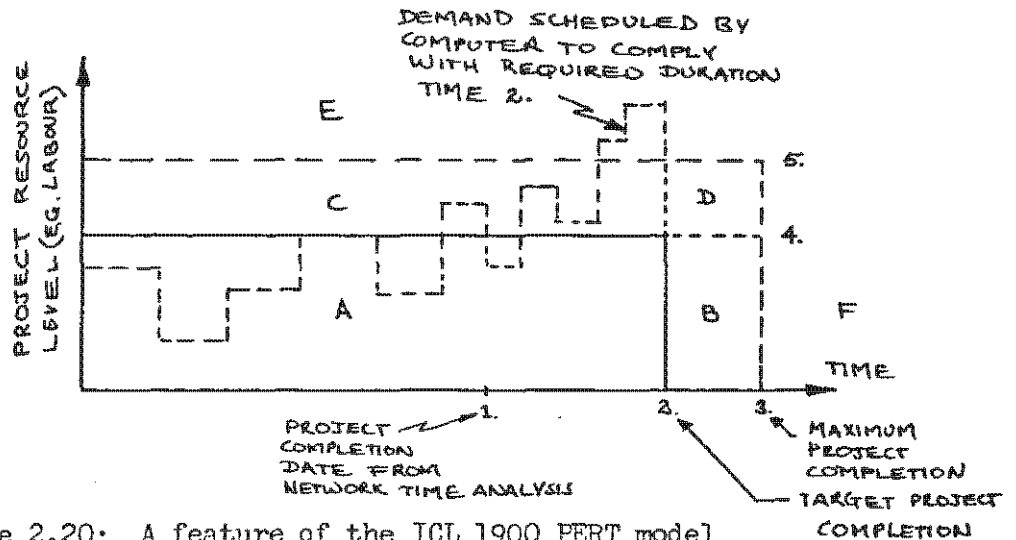 DEMAND SCHEDULED BY
COMPUTER TO COMPLY
WITH REQUIRED DURATION
TIME 2.
PROJECT RESOURCE
LEVEL (EG. LABOUR)
E
5.
C
D
4.
A
B
F
TIME
1.
2.
3.
PROJECT
COMPLETION
DATE FROM
NETWORK TIME ANALYSIS
MAXIMUM
PROJECT
COMPLETION
TARGET PROJECT
COMPLETION
e 2.20. A feature of the ICL 1900 PERT model